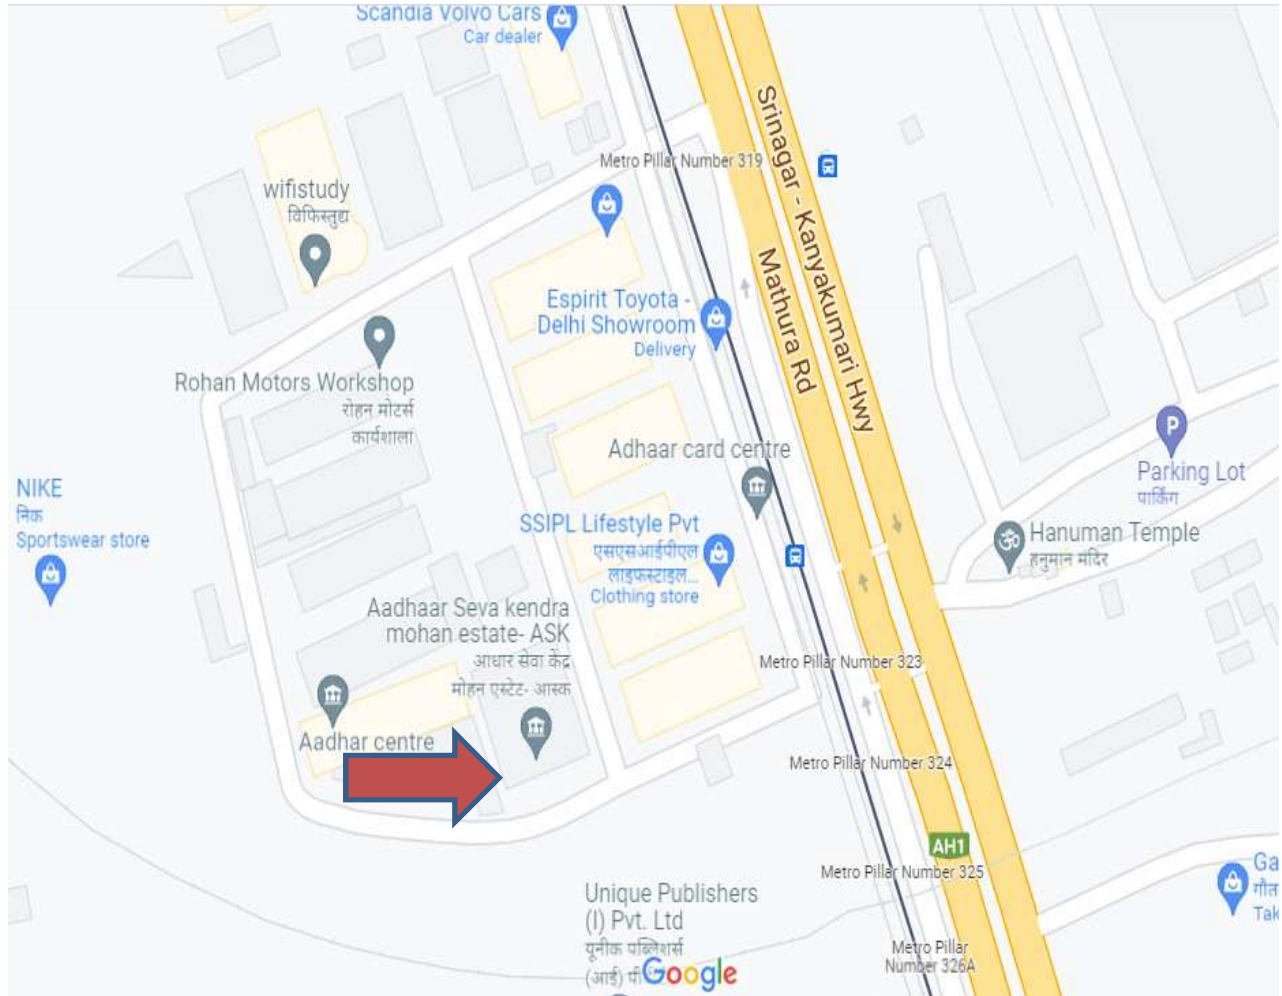 Scandia Volvo Cars
Car dealer
Srinagar - Kanyakumari Hwy
Metro Pillar Number 319
wifistudy
विफिस्तुद्य
Mathura Rd
Espirit Toyota -
Delhi Showroom
Delivery
Rohan Motors Workshop
रोहन मोटर्स
कार्यशाला
Adhaar card centre
P
Parking Lot
पार्किंग
NIKE
निक
Sportswear store
SSIPL Lifestyle Pvt
एसएसआईपीएल
लाइफस्टाइल...
Clothing store
ॐ
Hanuman Temple
हनुमान मंदिर
Aadhaar Seva kendra
mohan estate- ASK
आधार सेवा केंद्र
मोहन एस्टेट- आस्क
Metro Pillar Number 323
Aadhar centre
Metro Pillar Number 324
AH1
Metro Pillar Number 325
Ga
गौत
Tak
Unique Publishers
(I) Pvt. Ltd
यूनीक पब्लिशर्स
(आई) पी
Google
Metro Pillar
Number 326A